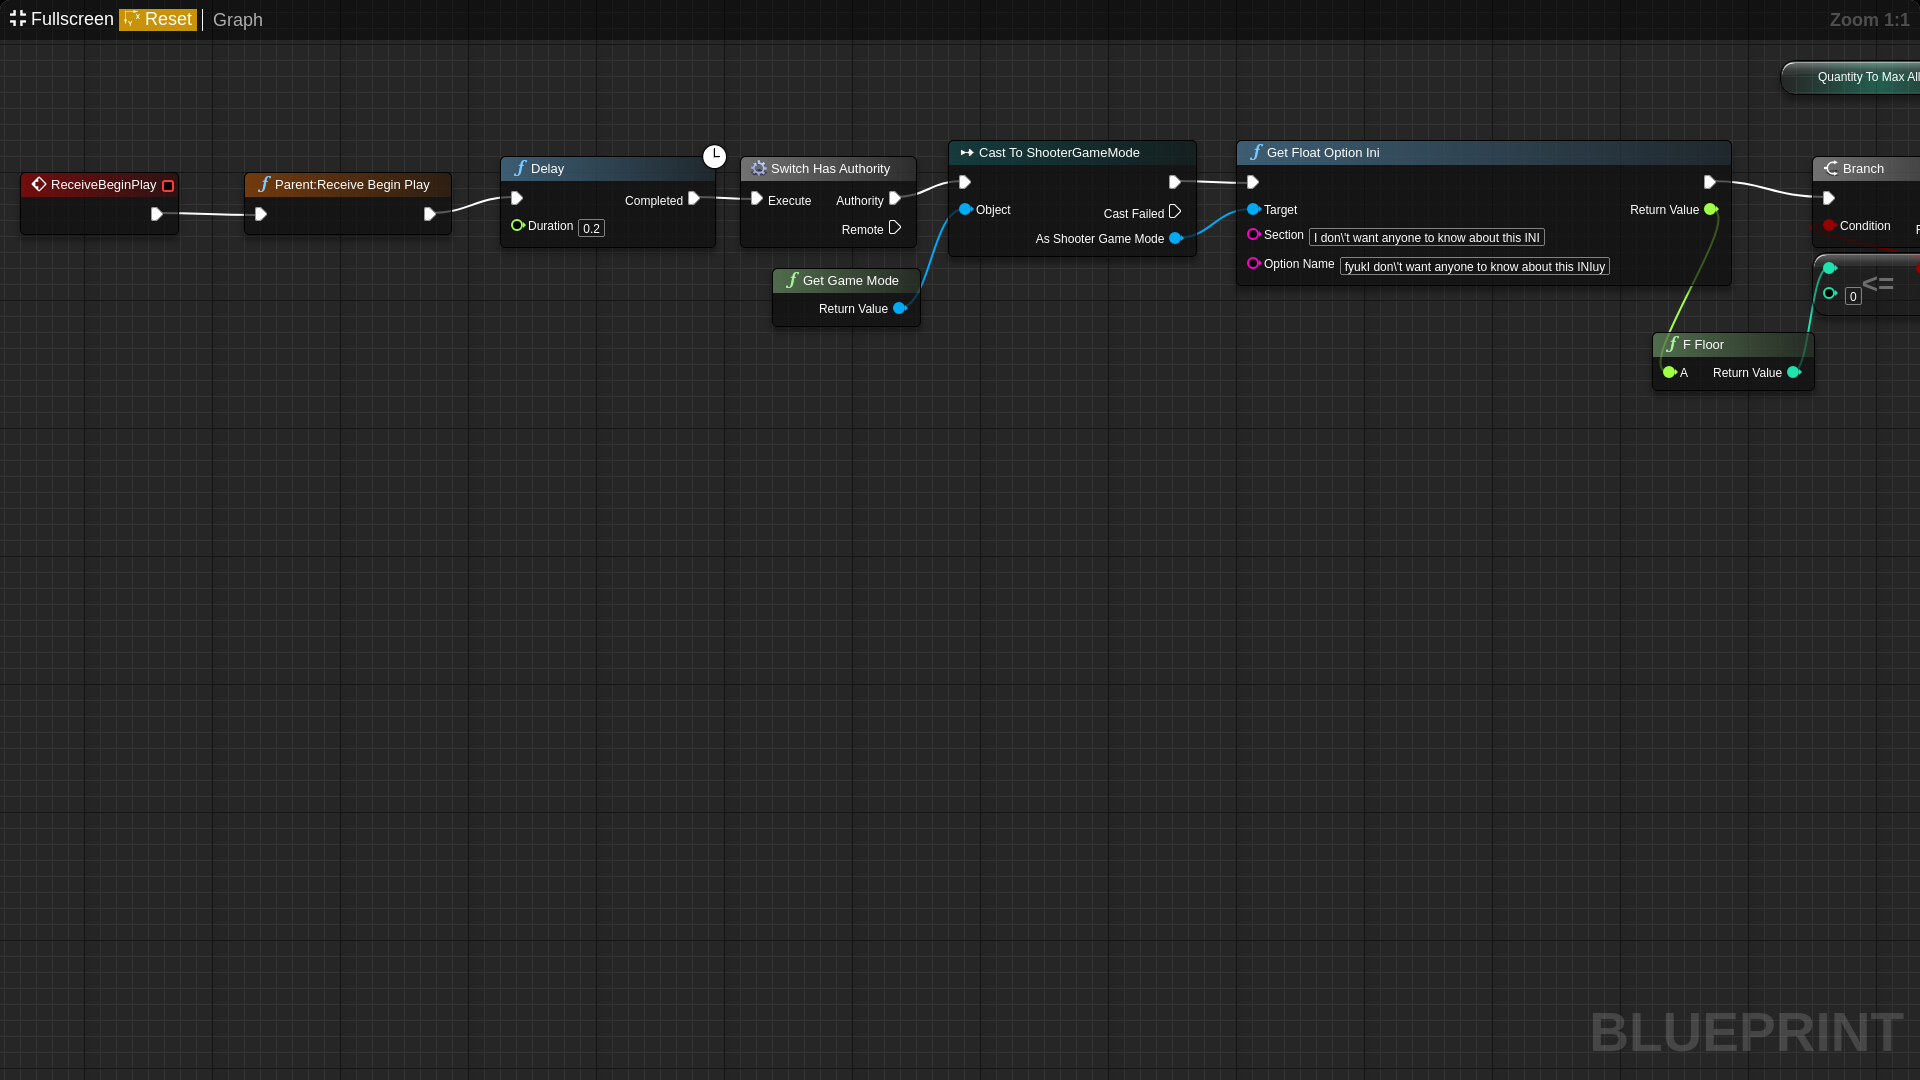 Fullscreen Reset Graph
Zoom 1:1
Quantity To Max All
ReceiveBeginPlay
Parent:Receive Begin Play
Delay
Completed
Duration 0.2
Switch Has Authority
Execute Authority
Remote
Get Game Mode
Return Value
Cast To ShooterGameMode
Object
Cast Failed
As Shooter Game Mode
Get Float Option Ini
Target Return Value
Section I don\'t want anyone to know about this INI
Option Name fyukI don\'t want anyone to know about this INIuy
Branch
Condition
0 <=
F Floor
A Return Value
BLUEPRINT